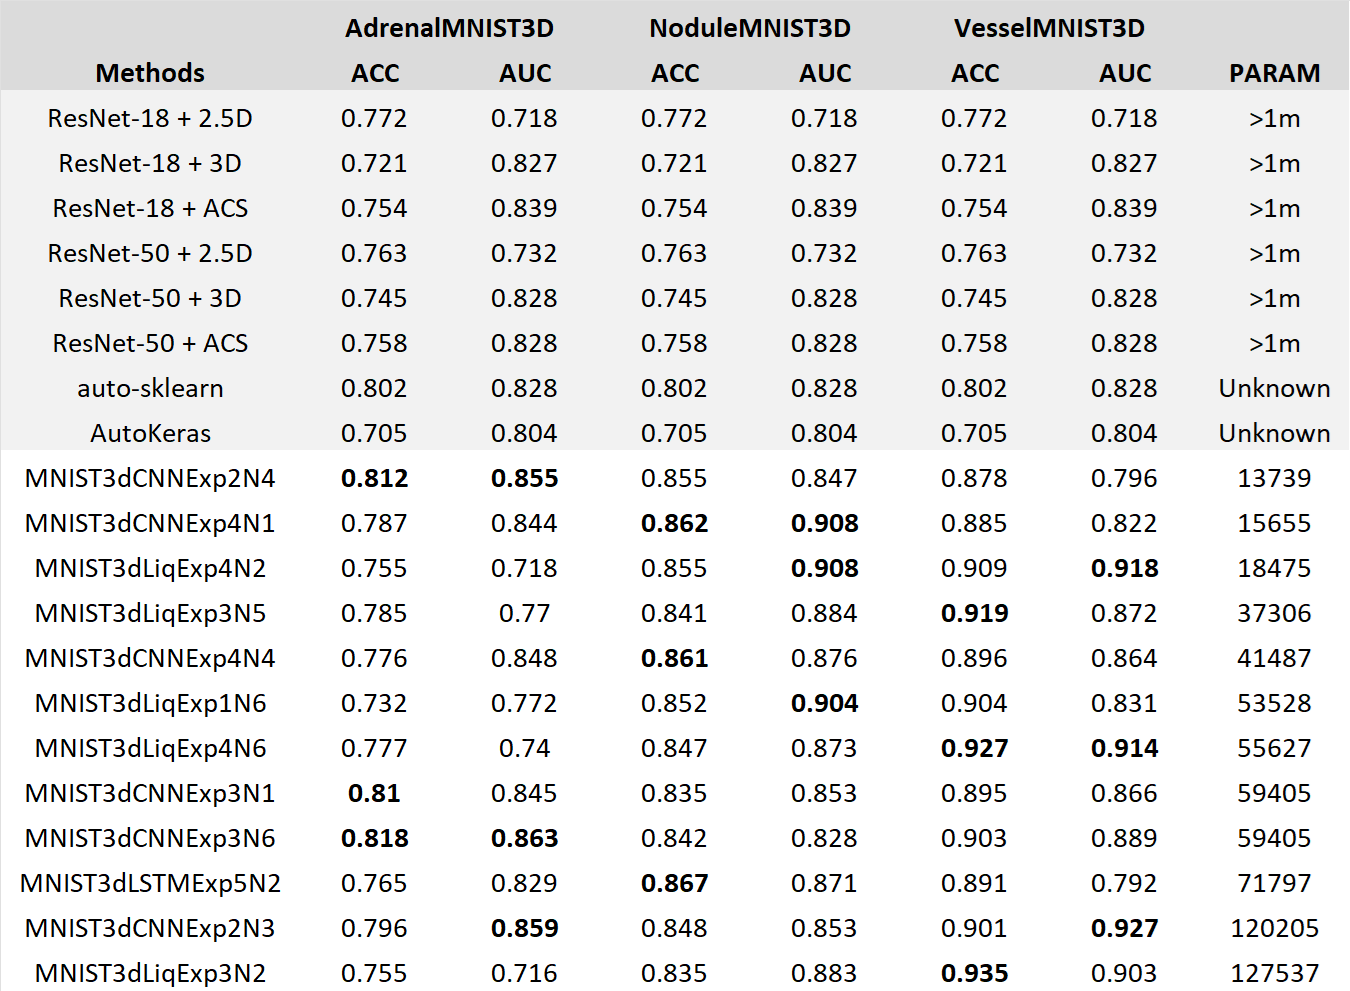 AdrenalMNIST3D NoduleMNIST3D VesselMNIST3D
Methods ACC AUC ACC AUC ACC AUC PARAM
ResNet-18 + 2.5D 0.772 0.718 0.772 0.718 0.772 0.718 >1m
ResNet-18 + 3D 0.721 0.827 0.721 0.827 0.721 0.827 >1m
ResNet-18 + ACS 0.754 0.839 0.754 0.839 0.754 0.839 >1m
ResNet-50 + 2.5D 0.763 0.732 0.763 0.732 0.763 0.732 >1m
ResNet-50 + 3D 0.745 0.828 0.745 0.828 0.745 0.828 >1m
ResNet-50 + ACS 0.758 0.828 0.758 0.828 0.758 0.828 >1m
auto-sklearn 0.802 0.828 0.802 0.828 0.802 0.828 Unknown
AutoKeras 0.705 0.804 0.705 0.804 0.705 0.804 Unknown
MNIST3dCNNExp2N4 0.812 0.855 0.855 0.847 0.878 0.796 13739
MNIST3dCNNExp4N1 0.787 0.844 0.862 0.908 0.885 0.822 15655
MNIST3dLiqExp4N2 0.755 0.718 0.855 0.908 0.909 0.918 18475
MNIST3dLiqExp3N5 0.785 0.77 0.841 0.884 0.919 0.872 37306
MNIST3dCNNExp4N4 0.776 0.848 0.861 0.876 0.896 0.864 41487
MNIST3dLiqExp1N6 0.732 0.772 0.852 0.904 0.904 0.831 53528
MNIST3dLiqExp4N6 0.777 0.74 0.847 0.873 0.927 0.914 55627
MNIST3dCNNExp3N1 0.81 0.845 0.835 0.853 0.895 0.866 59405
MNIST3dCNNExp3N6 0.818 0.863 0.842 0.828 0.903 0.889 59405
MNIST3dLSTMExp5N2 0.765 0.829 0.867 0.871 0.891 0.792 71797
MNIST3dCNNExp2N3 0.796 0.859 0.848 0.853 0.901 0.927 120205
MNIST3dLiqExp3N2 0.755 0.716 0.835 0.883 0.935 0.903 127537